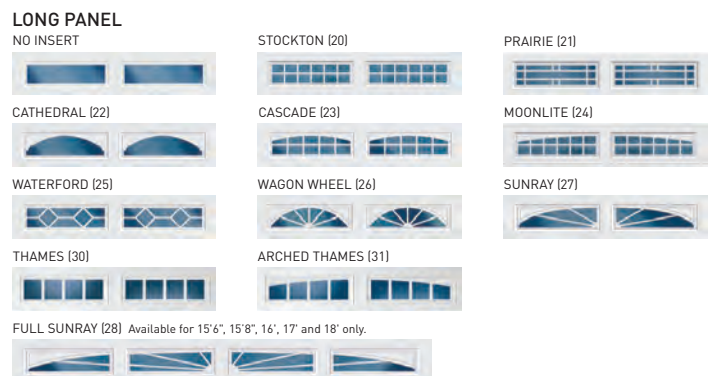 LONG PANEL
NO INSERT
STOCKTON (20)
PRAIRIE (21)
CATHEDRAL (22)
CASCADE (23)
MOONLITE (24)
WATERFORD (25)
WAGON WHEEL (26)
SUNRAY (27)
THAMES (30)
ARCHED THAMES (31)
FULL SUNRAY (28) Available for 15'6", 15'8", 16', 17' and 18' only.